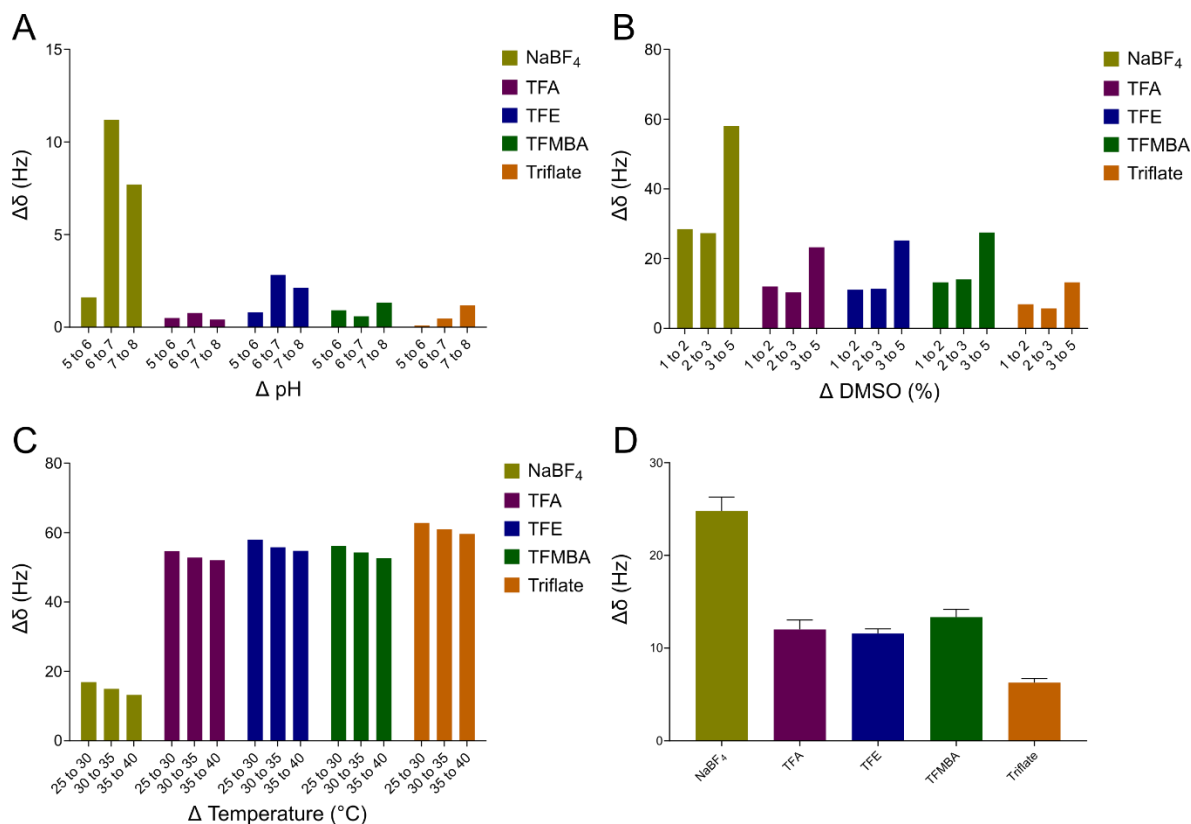 A
15
10
5
0
Δδ (Hz)
5 to 6
6 to 7
7 to 8
5 to 6
6 to 7
7 to 8
5 to 6
6 to 7
7 to 8
5 to 6
6 to 7
7 to 8
5 to 6
6 to 7
7 to 8
Δ pH
NaBF₄
TFA
TFE
TFMBA
Triflate
B
80
60
40
20
0
Δδ (Hz)
1 to 2
2 to 3
3 to 5
1 to 2
2 to 3
3 to 5
1 to 2
2 to 3
3 to 5
1 to 2
2 to 3
3 to 5
1 to 2
2 to 3
3 to 5
Δ DMSO (%)
NaBF₄
TFA
TFE
TFMBA
Triflate
C
80
60
40
20
0
Δδ (Hz)
25 to 30
30 to 35
35 to 40
25 to 30
30 to 35
35 to 40
25 to 30
30 to 35
35 to 40
25 to 30
30 to 35
35 to 40
25 to 30
30 to 35
35 to 40
Δ Temperature (°C)
NaBF₄
TFA
TFE
TFMBA
Triflate
D
30
20
10
0
Δδ (Hz)
NaBF₄
TFA
TFE
TFMBA
Triflate